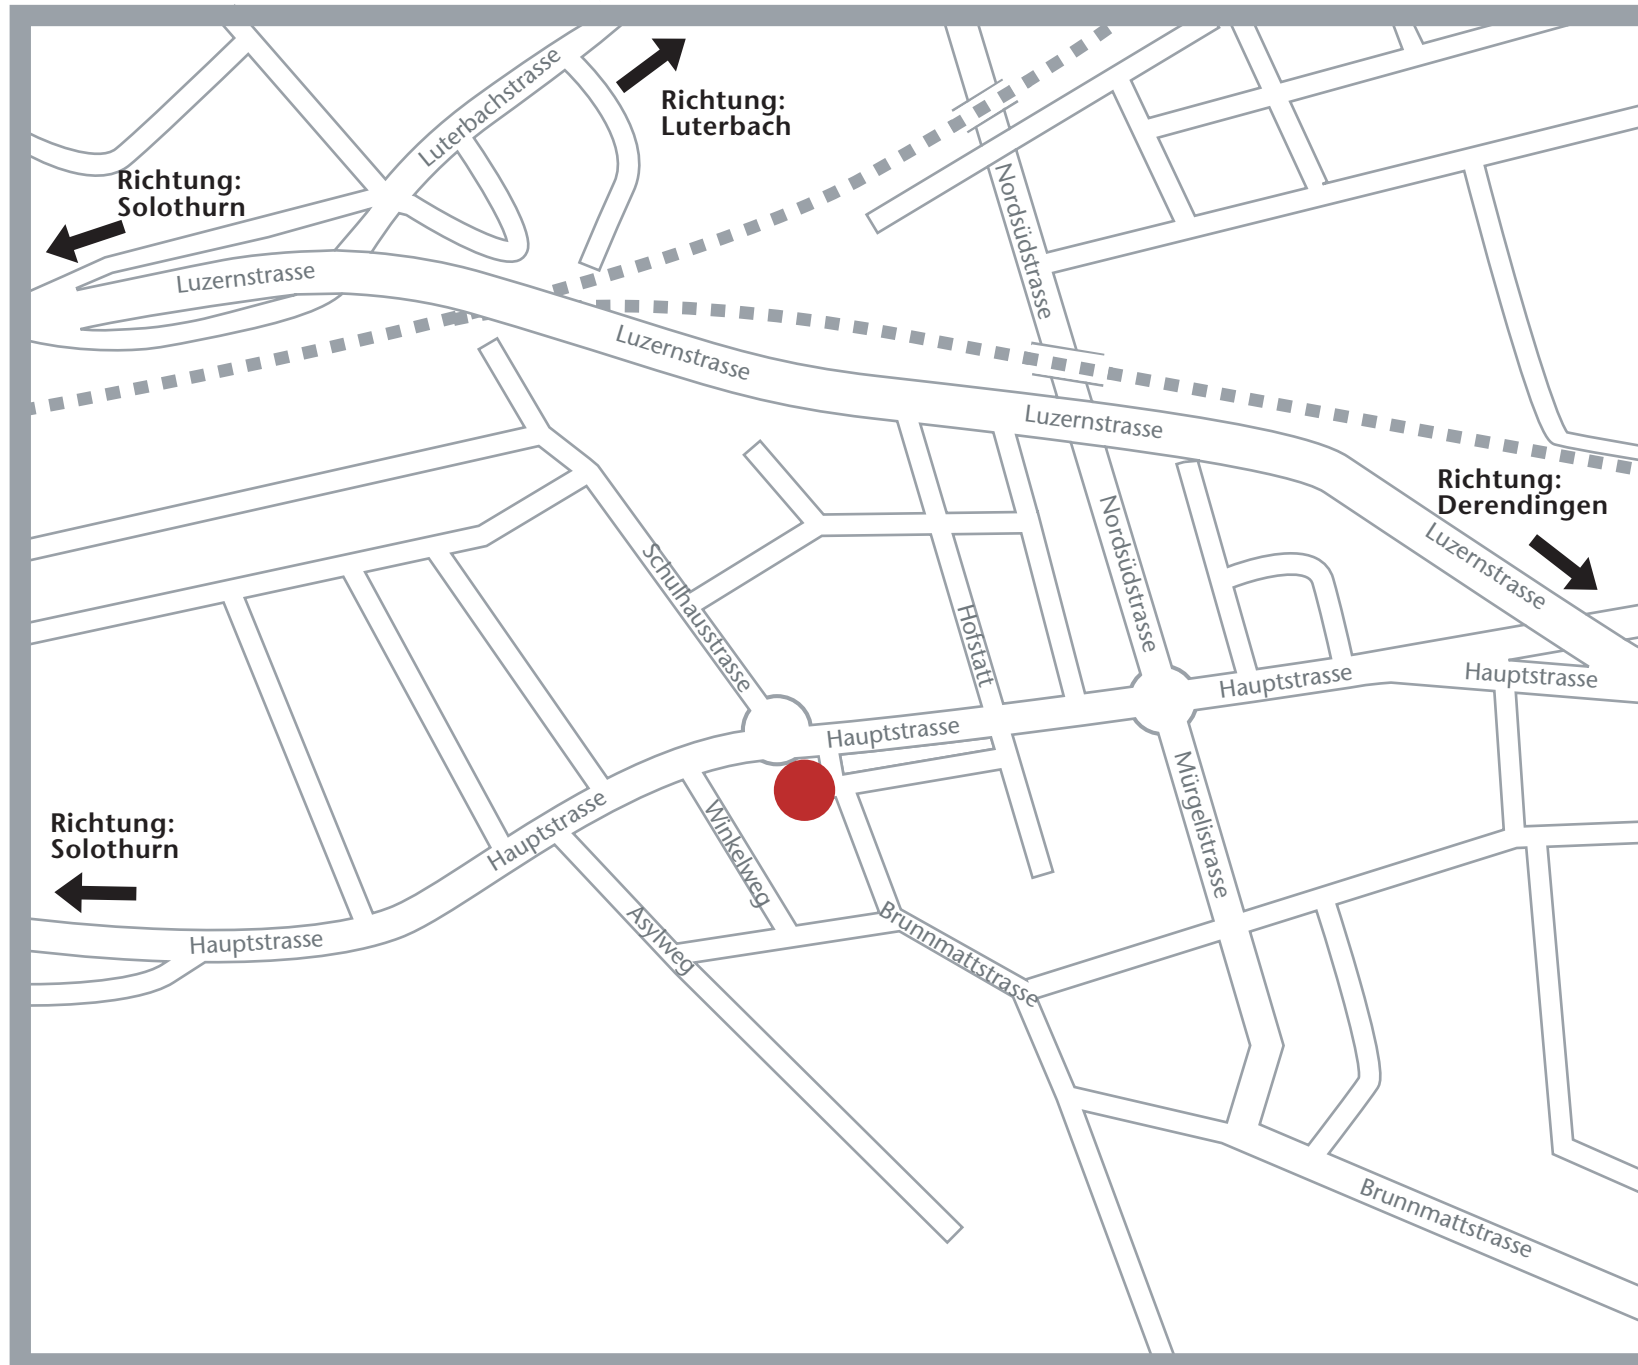 Luterbachstrasse
Richtung:
Luterbach
Richtung:
Solothurn
Nordsüdstrasse
Luzernstrasse
Luzernstrasse
Luzernstrasse
Richtung:
Derendingen
Luzernstrasse
Nordsüdstrasse
Schulhausstrasse
Hofstatt
Hauptstrasse
Hauptstrasse
Hauptstrasse
Mürgelistrasse
Hauptstrasse
Winkelweg
Richtung:
Solothurn
Hauptstrasse
Asylweg
Brunnmattstrasse
Brunnmattstrasse